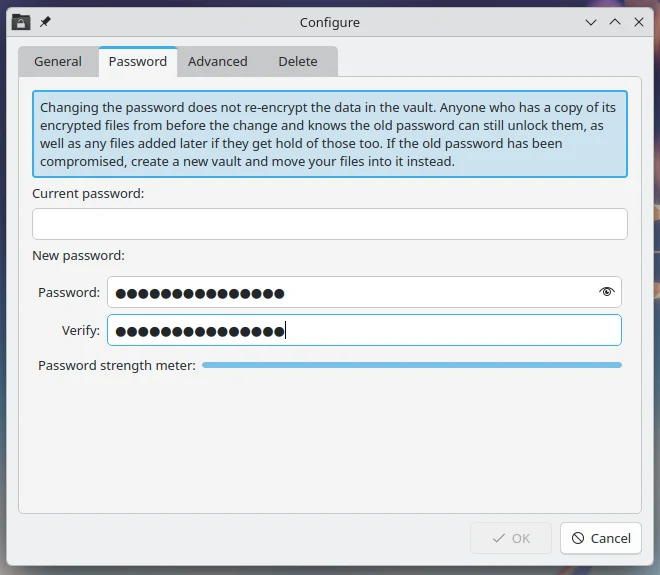 Configure
General Password Advanced Delete
Changing the password does not re-encrypt the data in the vault. Anyone who has a copy of its
encrypted files from before the change and knows the old password can still unlock them, as
well as any files added later if they get hold of those too. If the old password has been
compromised, create a new vault and move your files into it instead.
Current password:
New password:
Password: ●●●●●●●●●●●●●●●
Verify: ●●●●●●●●●●●●●●●
Password strength meter:
OK Cancel